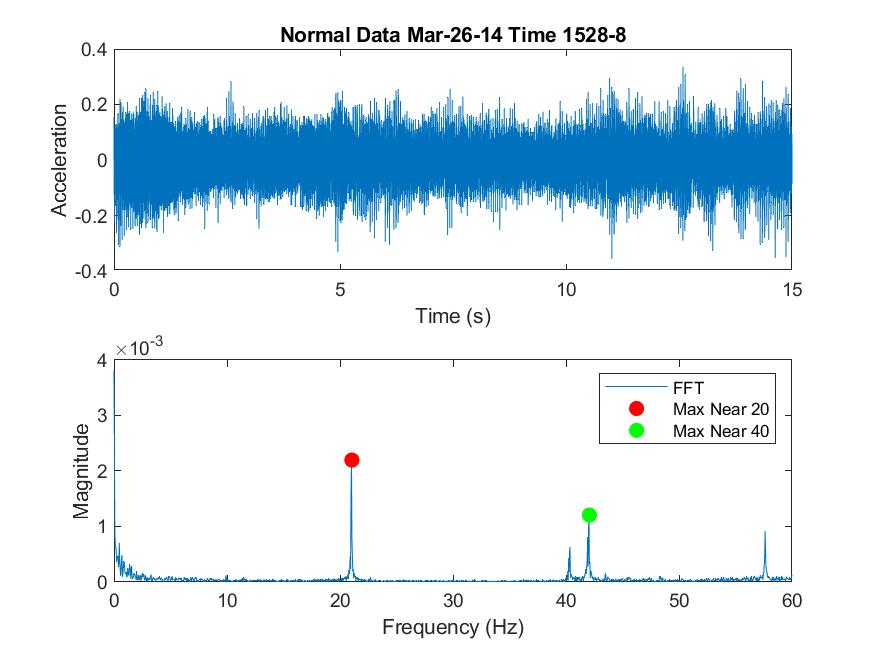 Normal Data Mar-26-14 Time 1528-8
0.4
0.2
0
-0.2
-0.4
Acceleration
0 5 10 15
Time (s)
×10⁻³
4
3
2
1
0
Magnitude
FFT
Max Near 20
Max Near 40
0 10 20 30 40 50 60
Frequency (Hz)